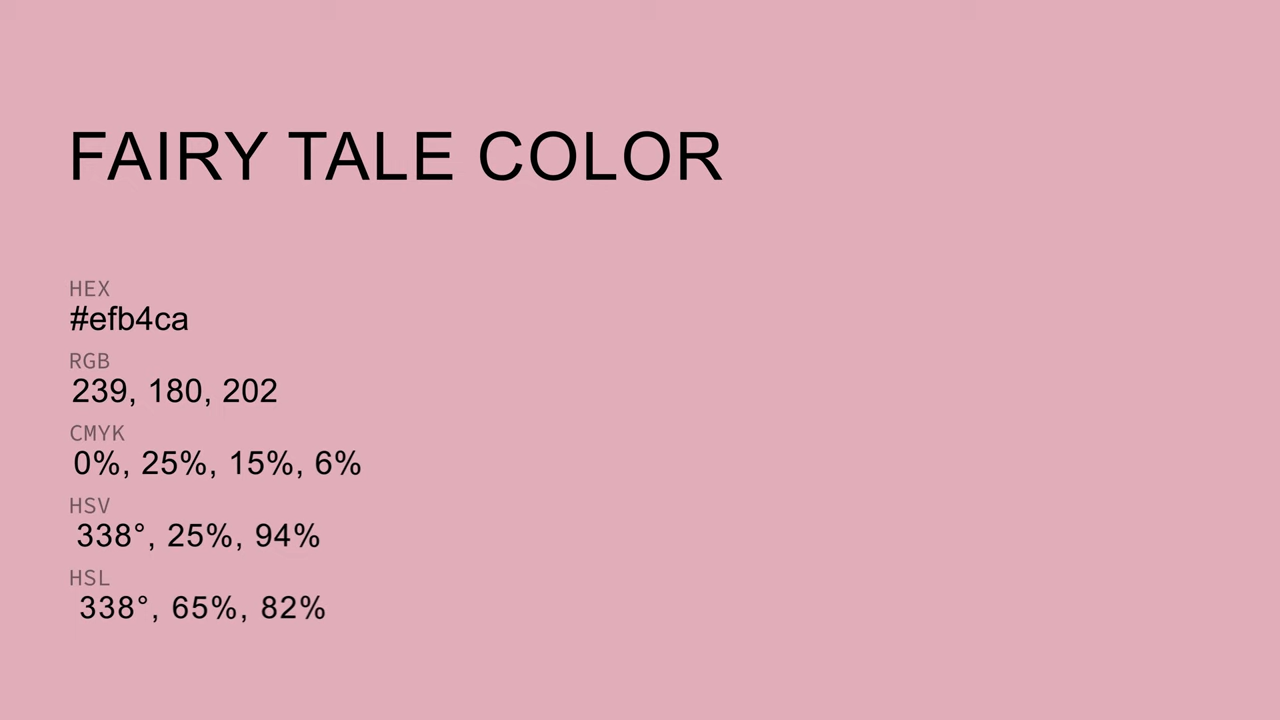 FAIRY TALE COLOR
HEX
#efb4ca
RGB
239, 180, 202
CMYK
0%, 25%, 15%, 6%
HSV
338°, 25%, 94%
HSL
338°, 65%, 82%